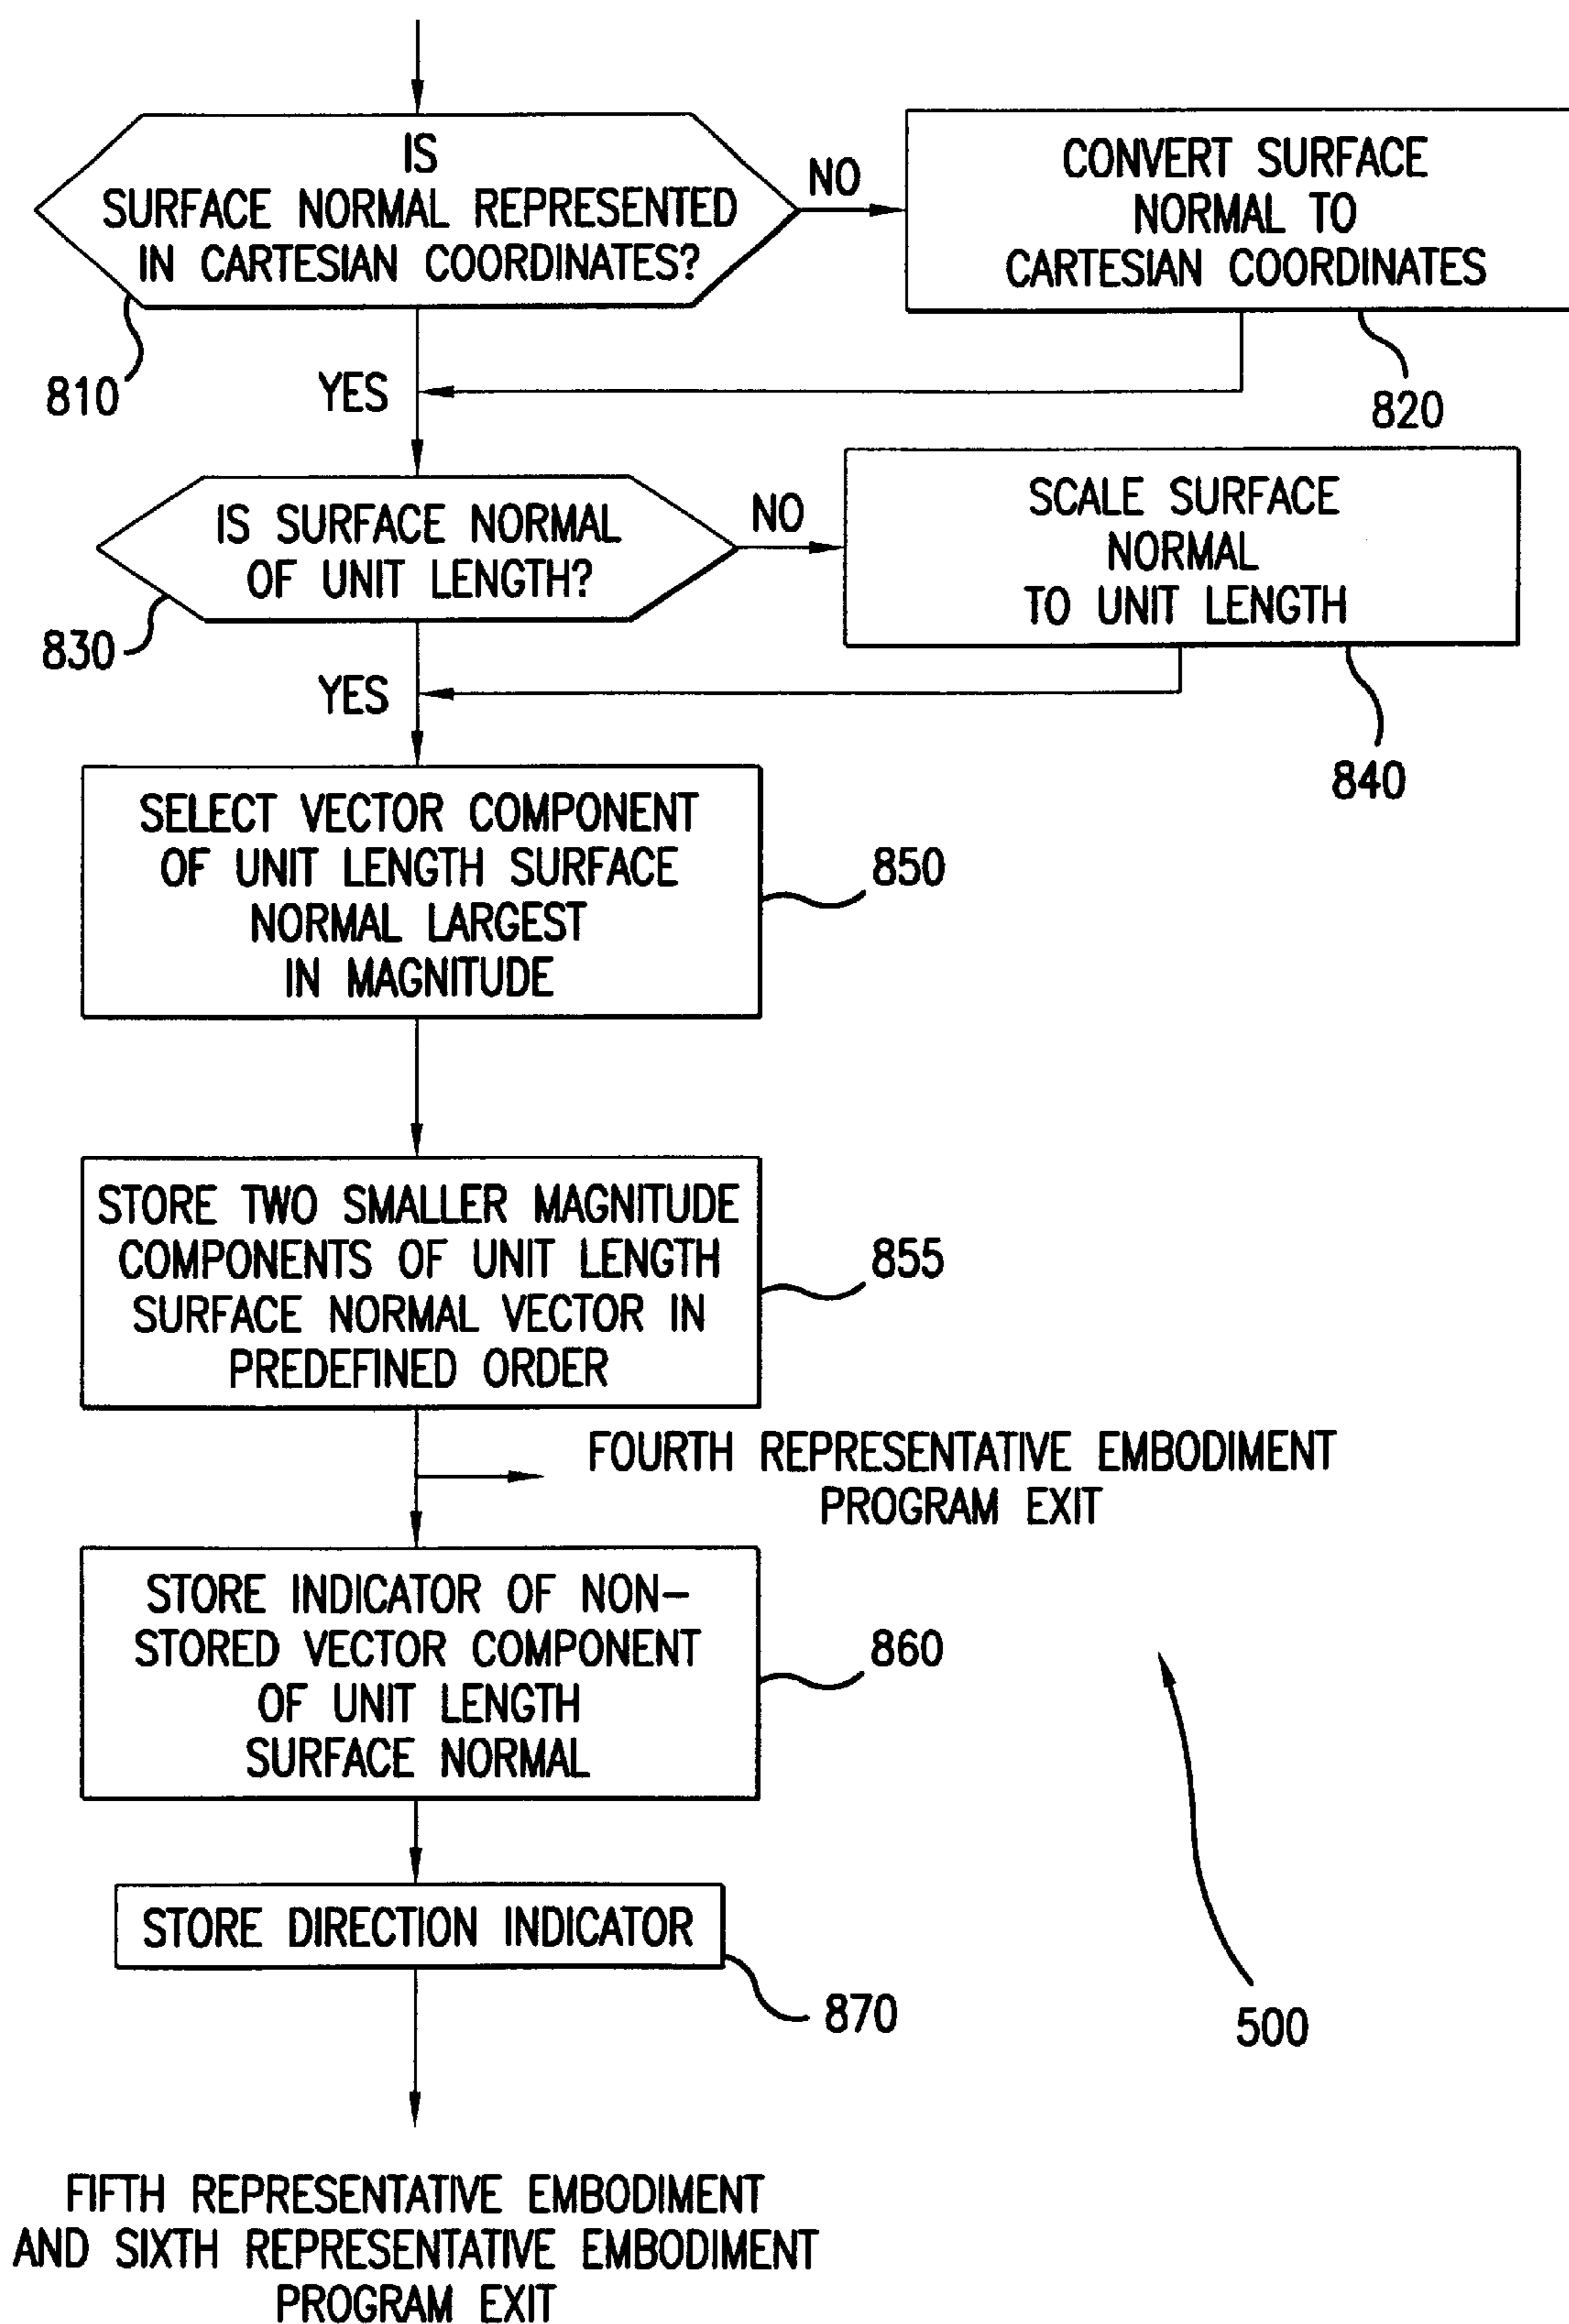 IS
SURFACE NORMAL REPRESENTED
IN CARTESIAN COORDINATES?
NO
CONVERT SURFACE
NORMAL TO
CARTESIAN COORDINATES
810
YES
820
IS SURFACE NORMAL
OF UNIT LENGTH?
NO
SCALE SURFACE
NORMAL
TO UNIT LENGTH
830
YES
840
SELECT VECTOR COMPONENT
OF UNIT LENGTH SURFACE
NORMAL LARGEST
IN MAGNITUDE
850
STORE TWO SMALLER MAGNITUDE
COMPONENTS OF UNIT LENGTH
SURFACE NORMAL VECTOR IN
PREDEFINED ORDER
855
FOURTH REPRESENTATIVE EMBODIMENT
PROGRAM EXIT
STORE INDICATOR OF NON-
STORED VECTOR COMPONENT
OF UNIT LENGTH
SURFACE NORMAL
860
STORE DIRECTION INDICATOR
870
500
FIFTH REPRESENTATIVE EMBODIMENT
AND SIXTH REPRESENTATIVE EMBODIMENT
PROGRAM EXIT